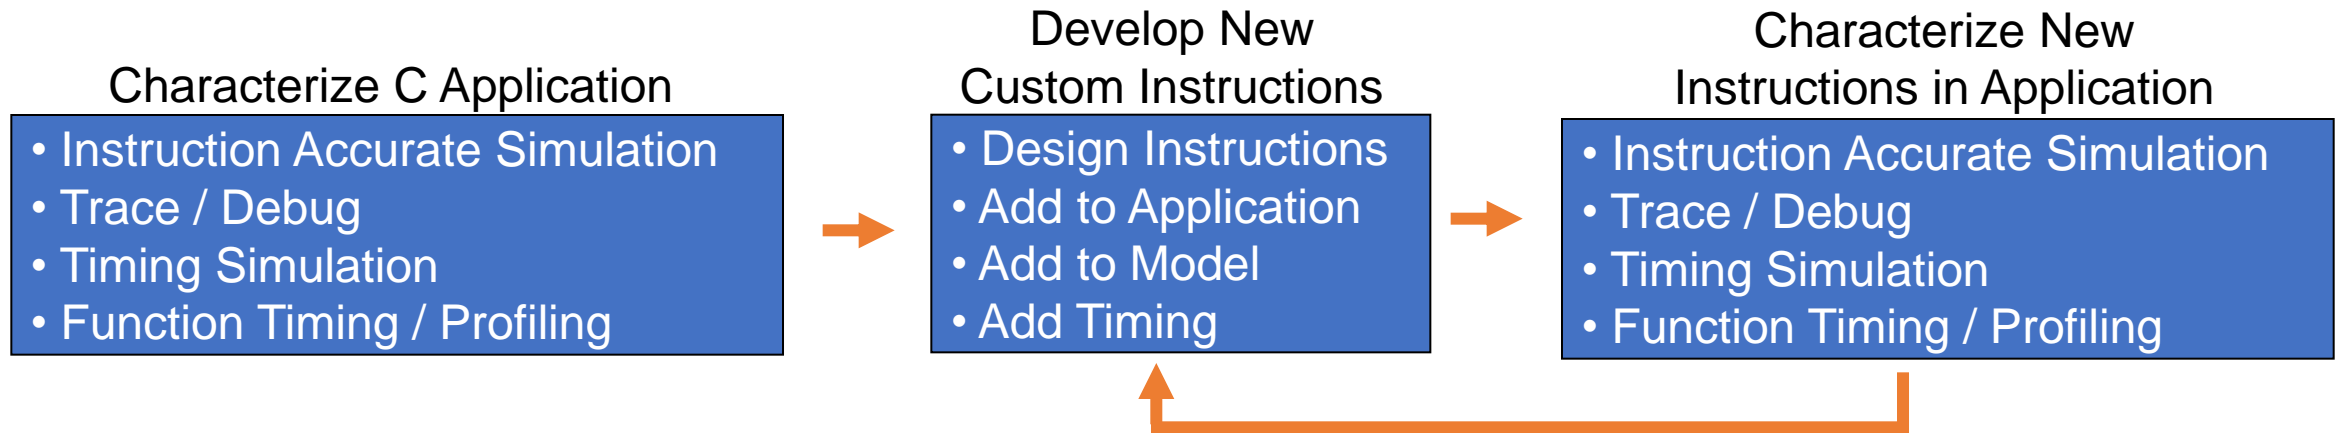 Characterize C Application
• Instruction Accurate Simulation
• Trace / Debug
• Timing Simulation
• Function Timing / Profiling
Develop New
Custom Instructions
• Design Instructions
• Add to Application
• Add to Model
• Add Timing
Characterize New
Instructions in Application
• Instruction Accurate Simulation
• Trace / Debug
• Timing Simulation
• Function Timing / Profiling